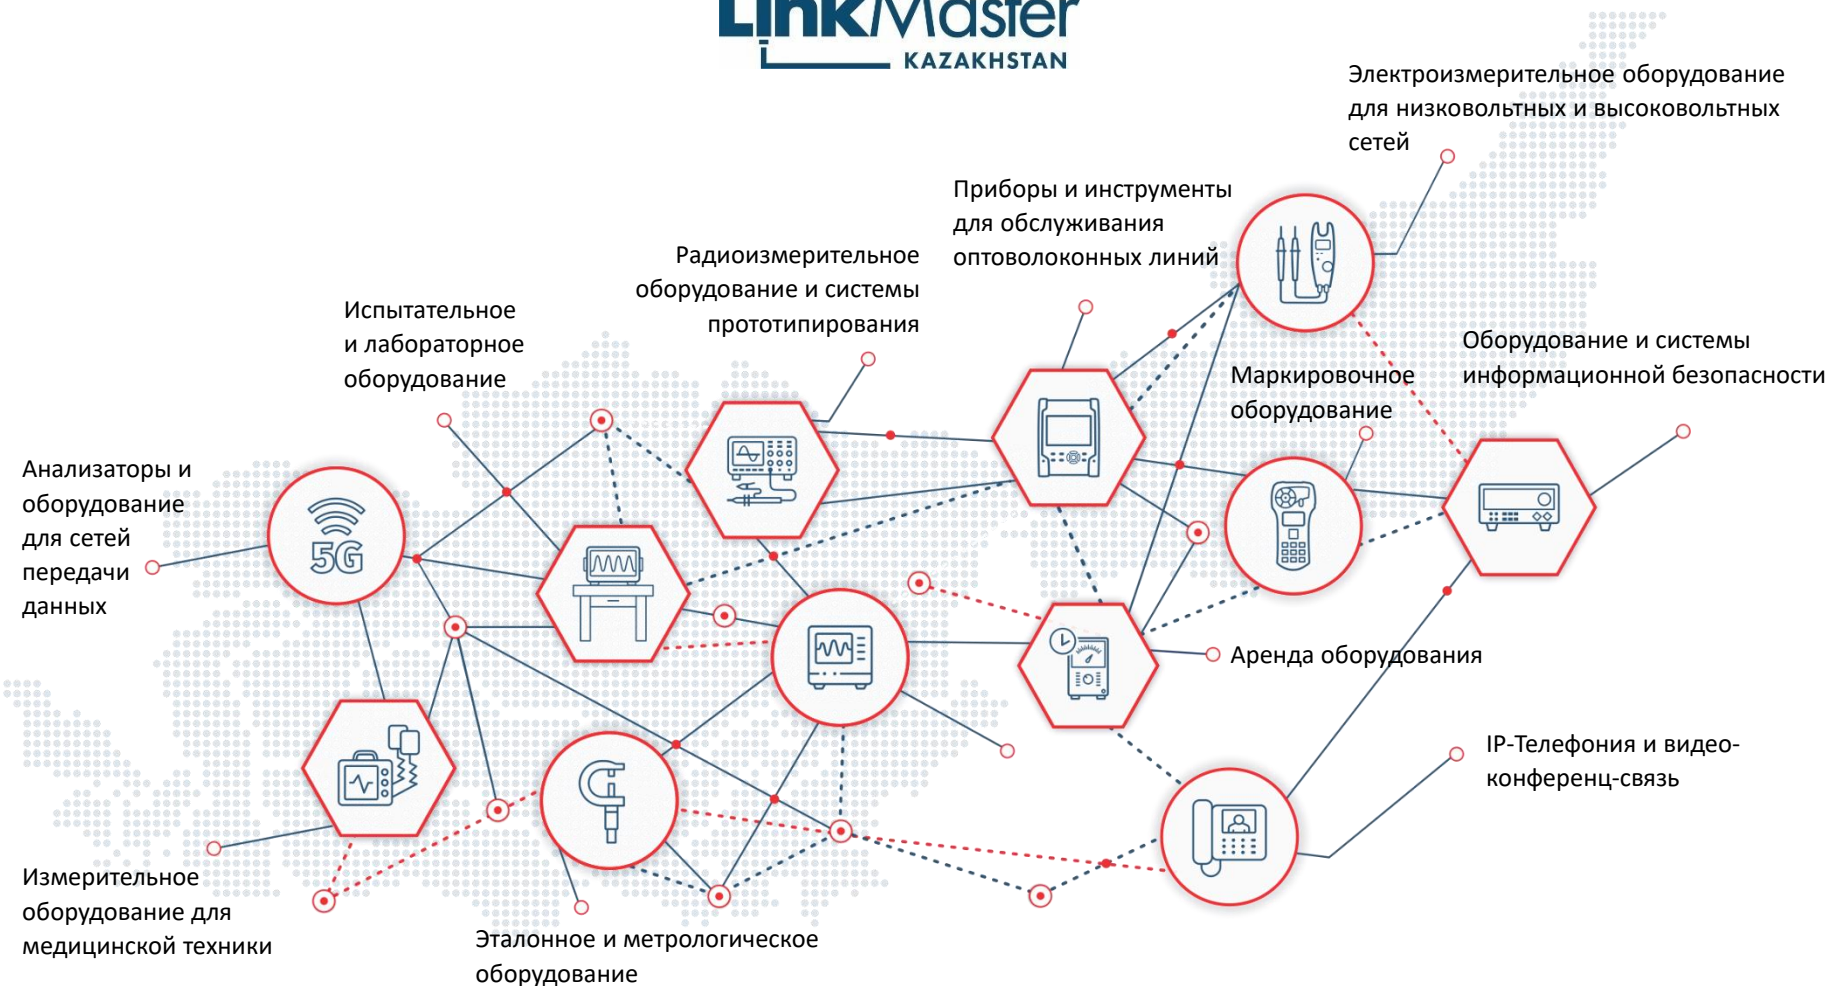 LinkMaster
KAZAKHSTAN
Электроизмерительное оборудование
для низковольтных и высоковольтных
сетей
Приборы и инструменты
для обслуживания
оптоволоконных линий
Радиоизмерительное
оборудование и системы
прототипирования
Испытательное
и лабораторное
оборудование
Оборудование и системы
информационной безопасности
Маркировочное
оборудование
Анализаторы и
оборудование
для сетей
передачи
данных
5G
Аренда оборудования
IP-Телефония и видео-
конференц-связь
Измерительное
оборудование для
медицинской техники
Эталонное и метрологическое
оборудование